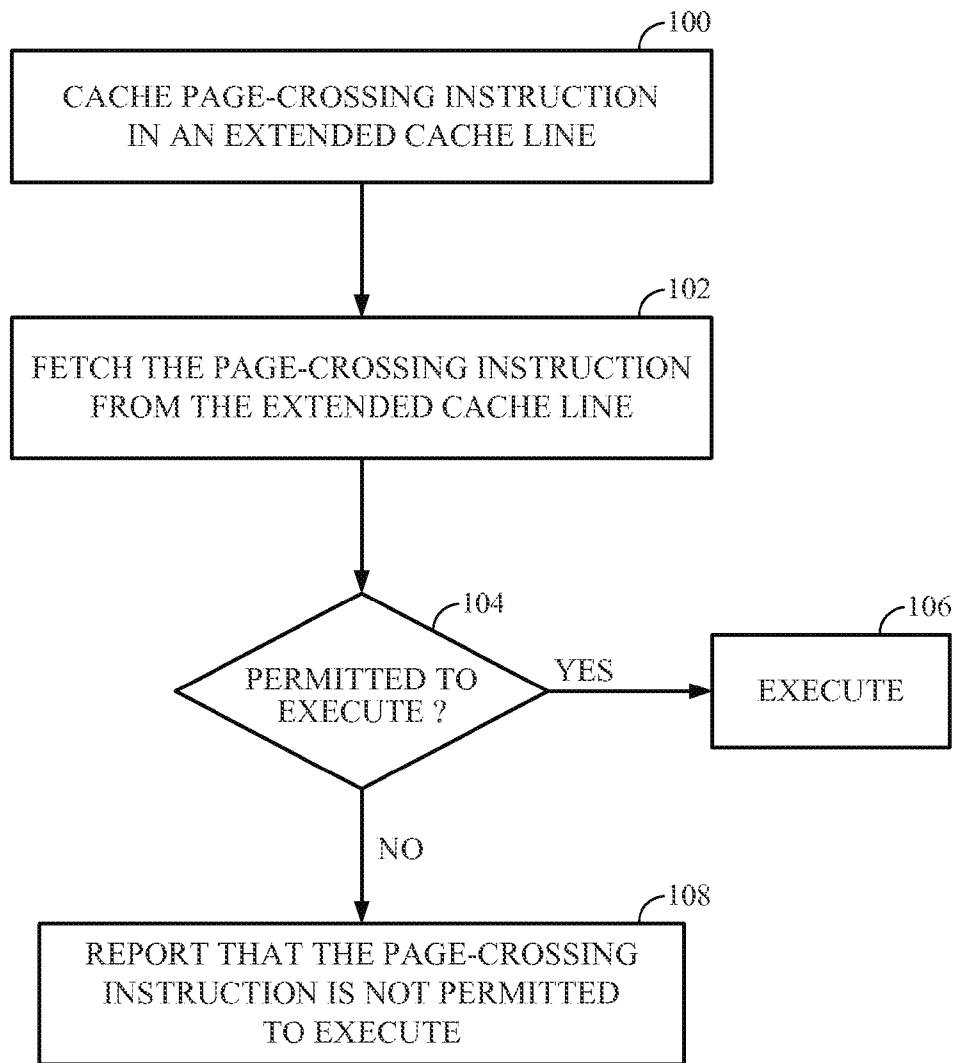 100
CACHE PAGE-CROSSING INSTRUCTION
IN AN EXTENDED CACHE LINE
102
FETCH THE PAGE-CROSSING INSTRUCTION
FROM THE EXTENDED CACHE LINE
104
PERMITTED TO
EXECUTE ?
YES
106
EXECUTE
NO
108
REPORT THAT THE PAGE-CROSSING
INSTRUCTION IS NOT PERMITTED
TO EXECUTE